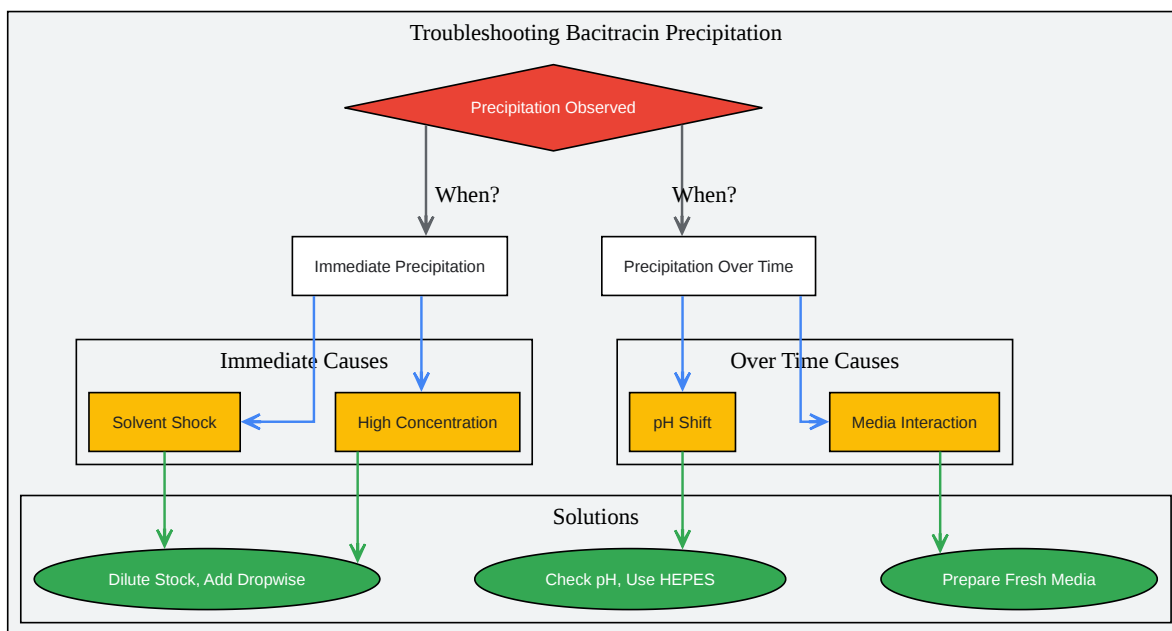 Troubleshooting Bacitracin Precipitation
Precipitation Observed
When?
When?
Immediate Precipitation
Precipitation Over Time
Immediate Causes
Over Time Causes
Solvent Shock
High Concentration
pH Shift
Media Interaction
Solutions
Dilute Stock, Add Dropwise
Check pH, Use HEPES
Prepare Fresh Media